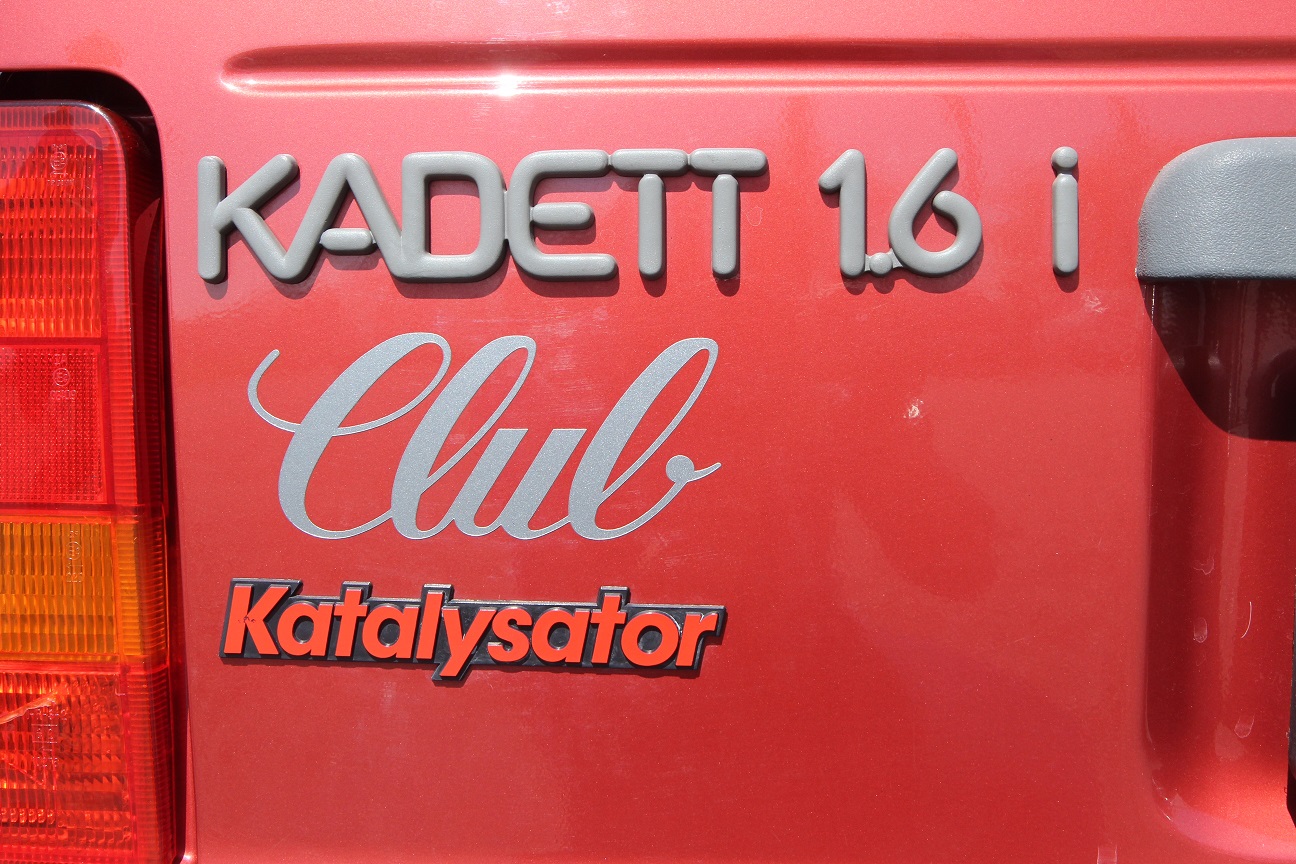 KADETT 1.6 i
Club
Katalysator